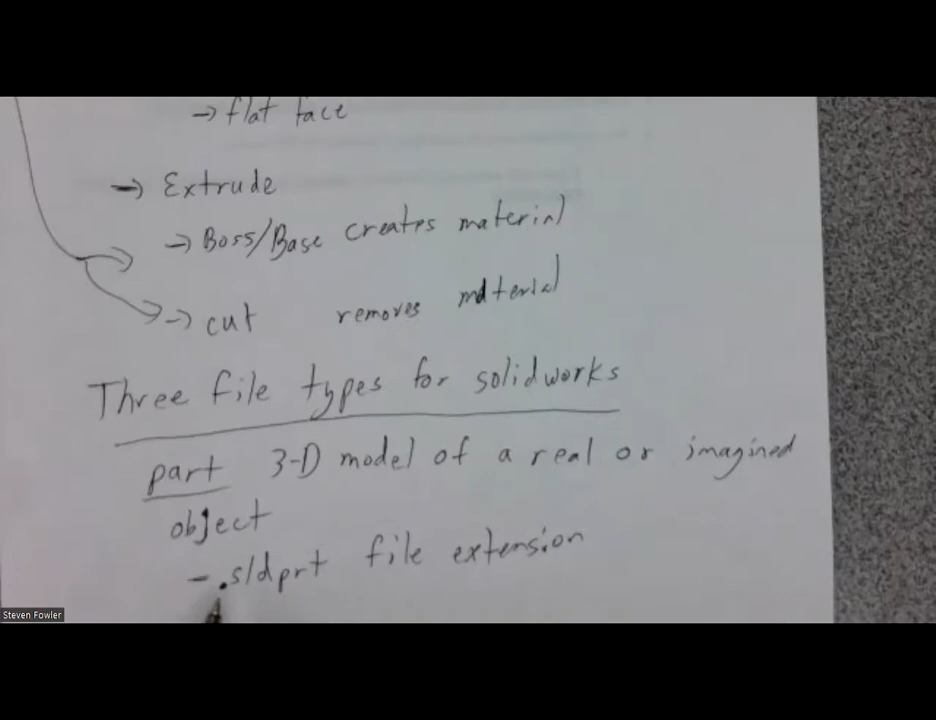 → flat face
→ Extrude
→ Boss/Base creates material
→ cut removes material
Three file types for solidworks
part 3-D model of a real or imagined
object
- .sldprt file extension
Steven Fowler